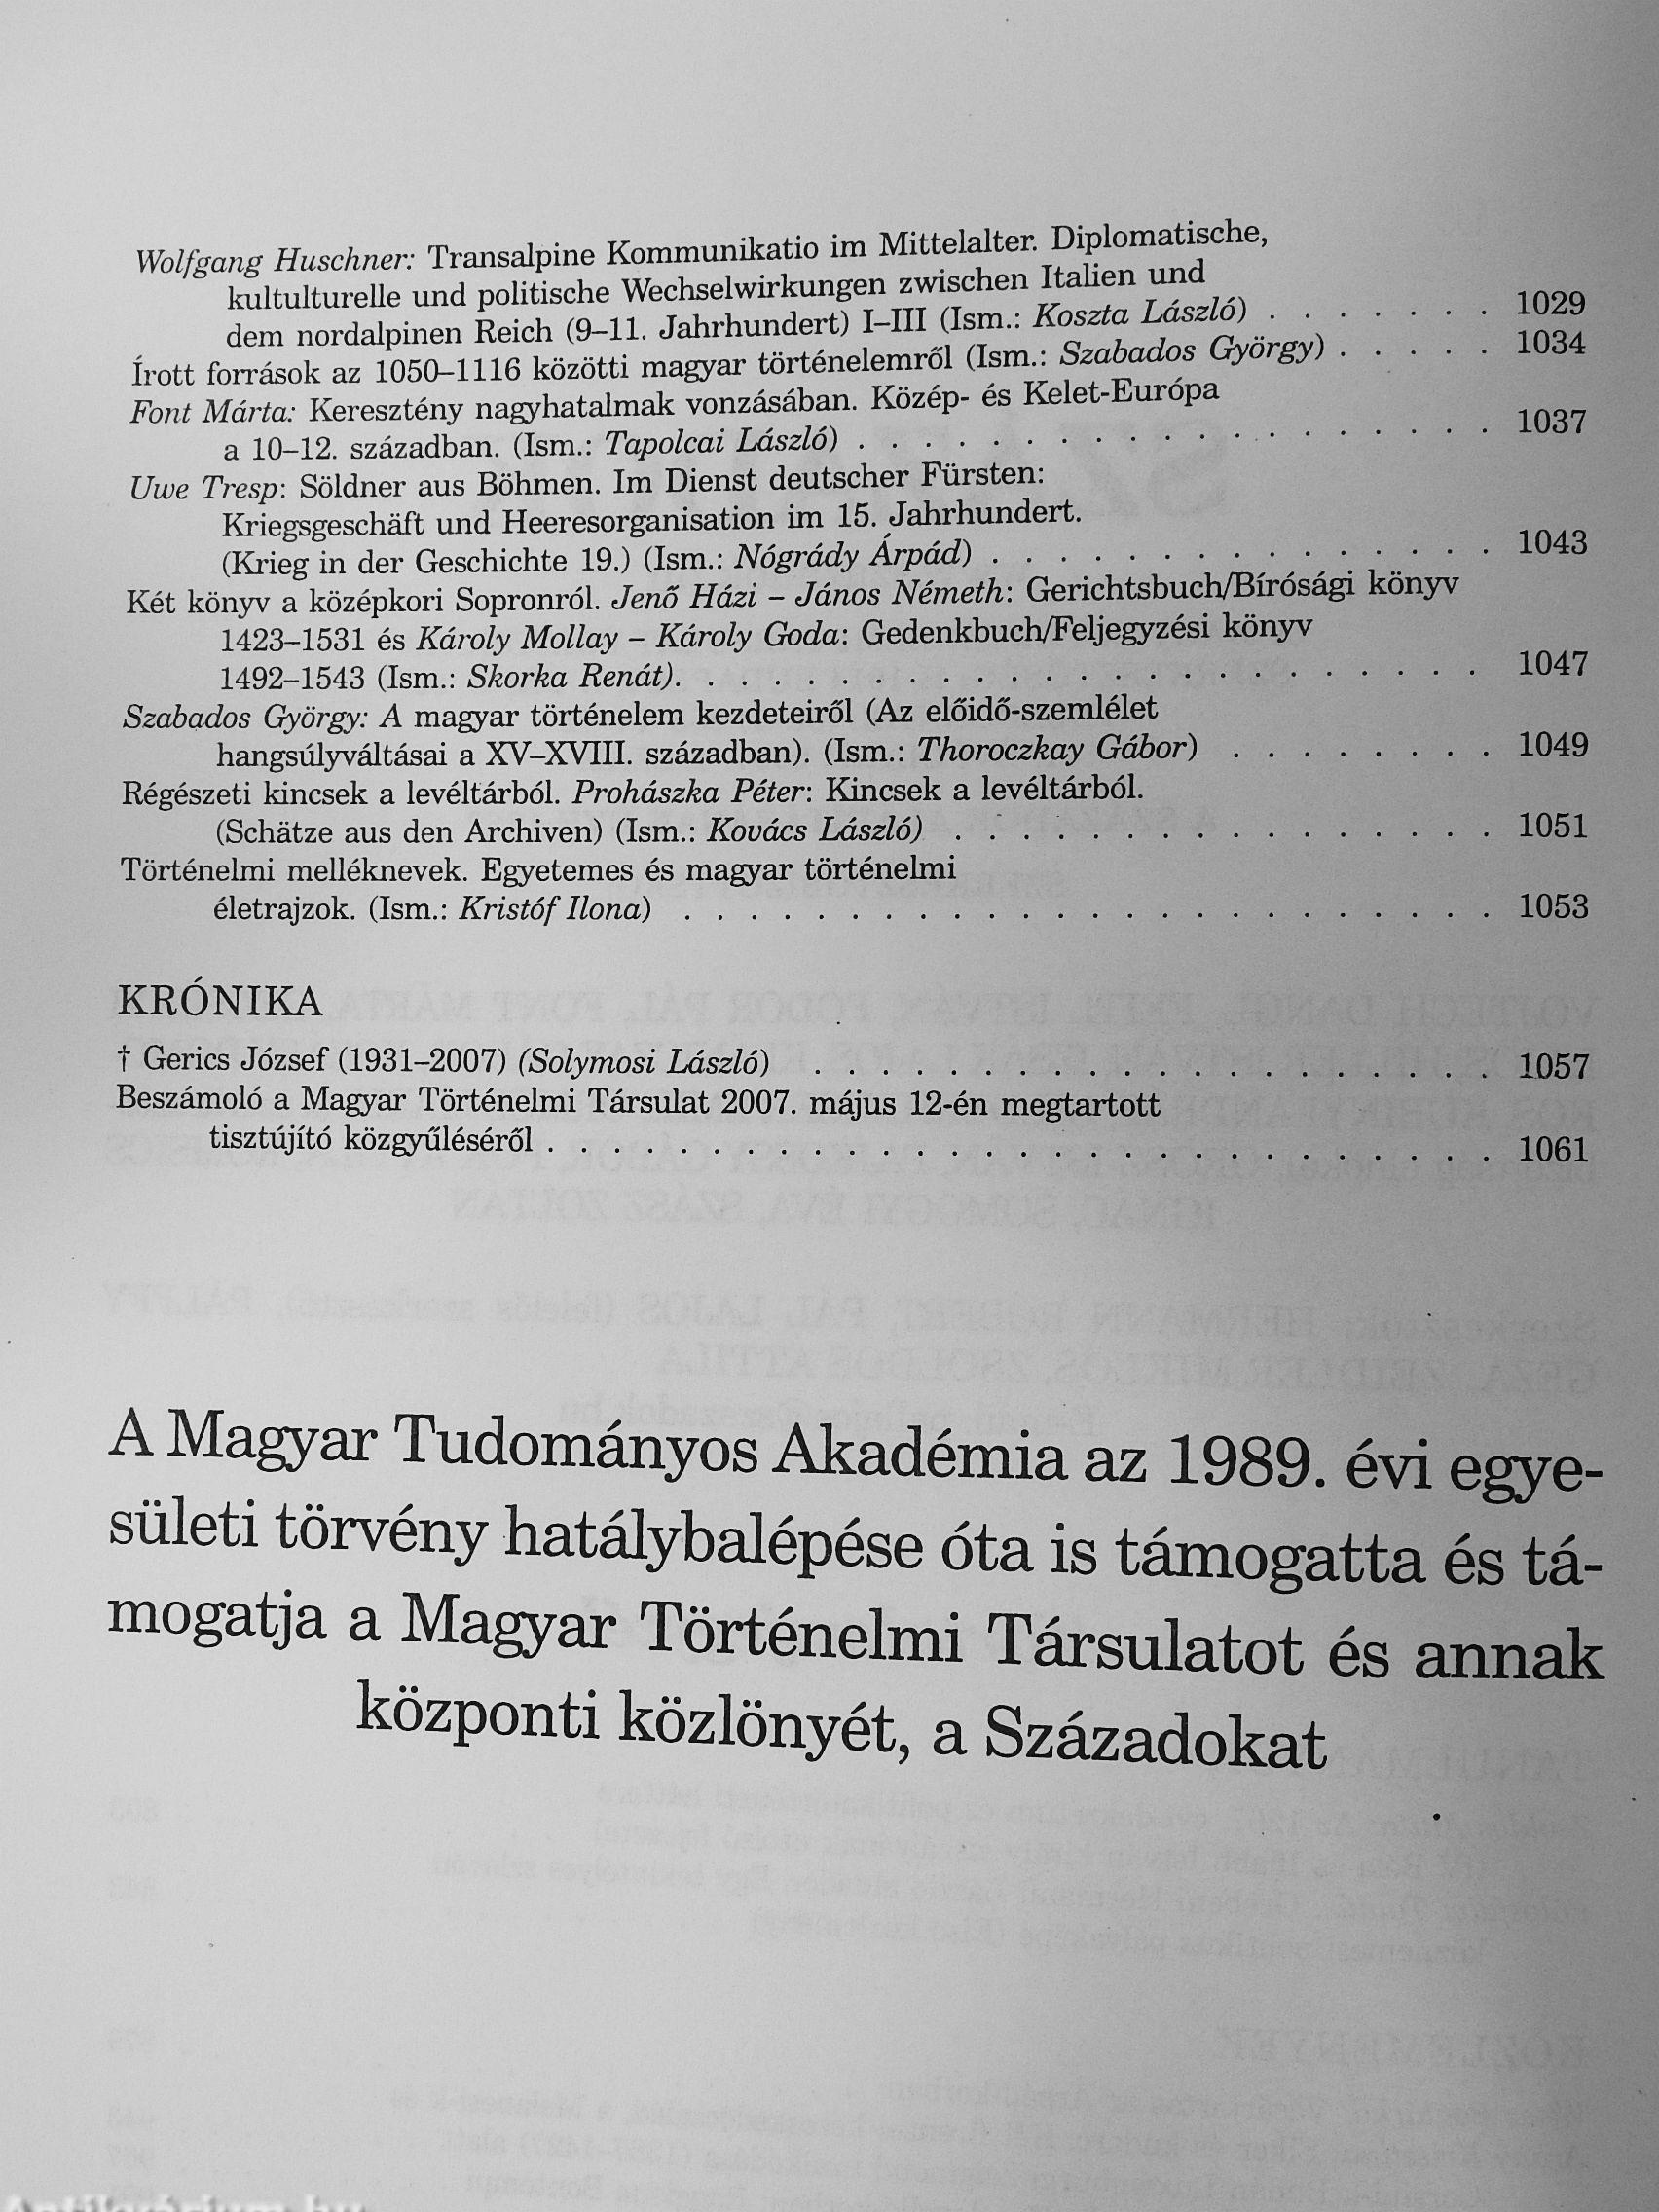 Wolfgang Huschner: Transalpine Kommunikatio im Mittelalter. Diplomatische,
kultulturelle und politische Wechselwirkungen zwischen Italien und
dem nordalpinen Reich (9–11. Jahrhundert) I–III (Ism.: Koszta László) . . . . . . . 1029
Írott források az 1050–1116 közötti magyar történelemről (Ism.: Szabados György) . . . . . 1034
Font Márta: Keresztény nagyhatalmak vonzásában. Közép- és Kelet-Európa
a 10–12. században. (Ism.: Tapolcai László) . . . . . . . . . . . . . . . . . . . 1037
Uwe Tresp: Söldner aus Böhmen. Im Dienst deutscher Fürsten:
Kriegsgeschäft und Heeresorganisation im 15. Jahrhundert.
(Krieg in der Geschichte 19.) (Ism.: Nógrády Árpád) . . . . . . . . . . . . . . . 1043
Két könyv a középkori Sopronról. Jenő Házi – János Németh: Gerichtsbuch/Bírósági könyv
1423–1531 és Károly Mollay – Károly Goda: Gedenkbuch/Feljegyzési könyv
1492–1543 (Ism.: Skorka Renát). . . . . . . . . . . . . . . . . . . . . . . . 1047
Szabados György: A magyar történelem kezdeteiről (Az előidő-szemlélet
hangsúlyváltásai a XV–XVIII. században). (Ism.: Thoroczkay Gábor) . . . . . . . . 1049
Régészeti kincsek a levéltárból. Prohászka Péter: Kincsek a levéltárból.
(Schätze aus den Archiven) (Ism.: Kovács László) . . . . . . . . . . . . . . . . 1051
Történelmi melléknevek. Egyetemes és magyar történelmi
életrajzok. (Ism.: Kristóf Ilona) . . . . . . . . . . . . . . . . . . . . . . . . 1053
KRÓNIKA
† Gerics József (1931–2007) (Solymosi László) . . . . . . . . . . . . . . . . . . . . 1057
Beszámoló a Magyar Történelmi Társulat 2007. május 12-én megtartott
tisztújító közgyűléséről . . . . . . . . . . . . . . . . . . . . . . . . . . . . 1061
A Magyar Tudományos Akadémia az 1989. évi egye-
sületi törvény hatálybalépése óta is támogatta és tá-
mogatja a Magyar Történelmi Társulatot és annak
központi közlönyét, a Századokat